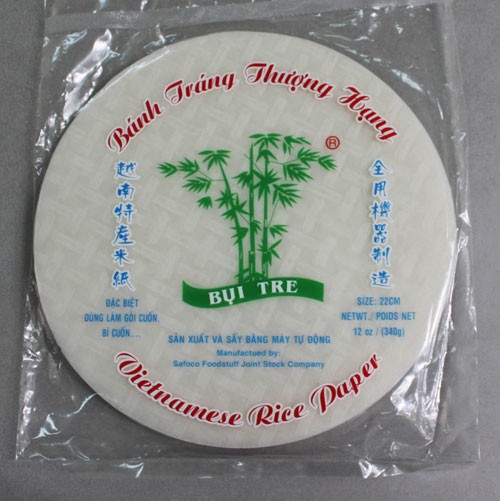 Bánh Tráng Thượng Hạng
®
越南特產米紙
全用機器制造
BỤI TRE
ĐẶC BIỆT
DÙNG LÀM GỎI CUỐN,
BÌ CUỐN...
SIZE: 22CM
NETWT./ POIDS NET
12 oz / (340g)
SẢN XUẤT VÀ SẤY BẰNG MÁY TỰ ĐỘNG
Manufactued by:
Safoco Foodstuff Joint Stock Company
Vietnamese Rice Paper